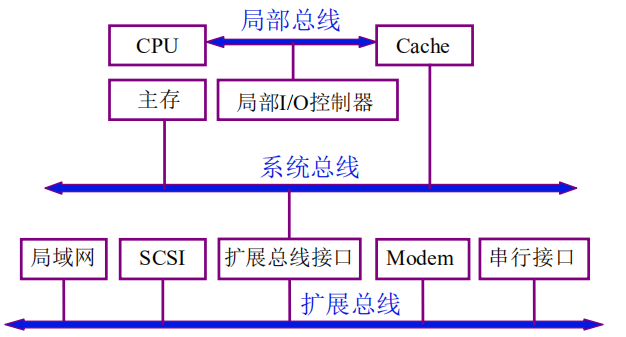 局部总线
CPU
Cache
主存
局部I/O控制器
系统总线
局域网
SCSI
扩展总线接口
Modem
串行接口
扩展总线